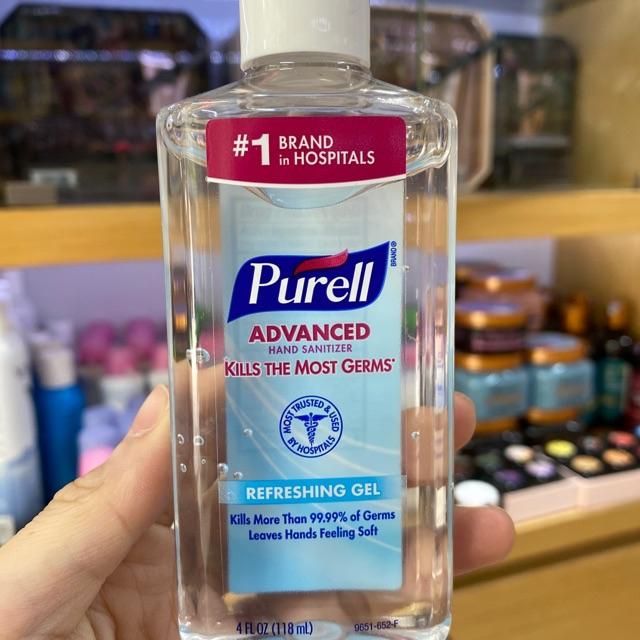 #1 BRAND
in HOSPITALS
PURELL
BRAND®
ADVANCED
HAND SANITIZER
KILLS THE MOST GERMS*
MOST TRUSTED & USED
BY HOSPITALS
REFRESHING GEL
Kills More Than 99.99% of Germs
Leaves Hands Feeling Soft
4 FL OZ (118 mL)
9651-652-F